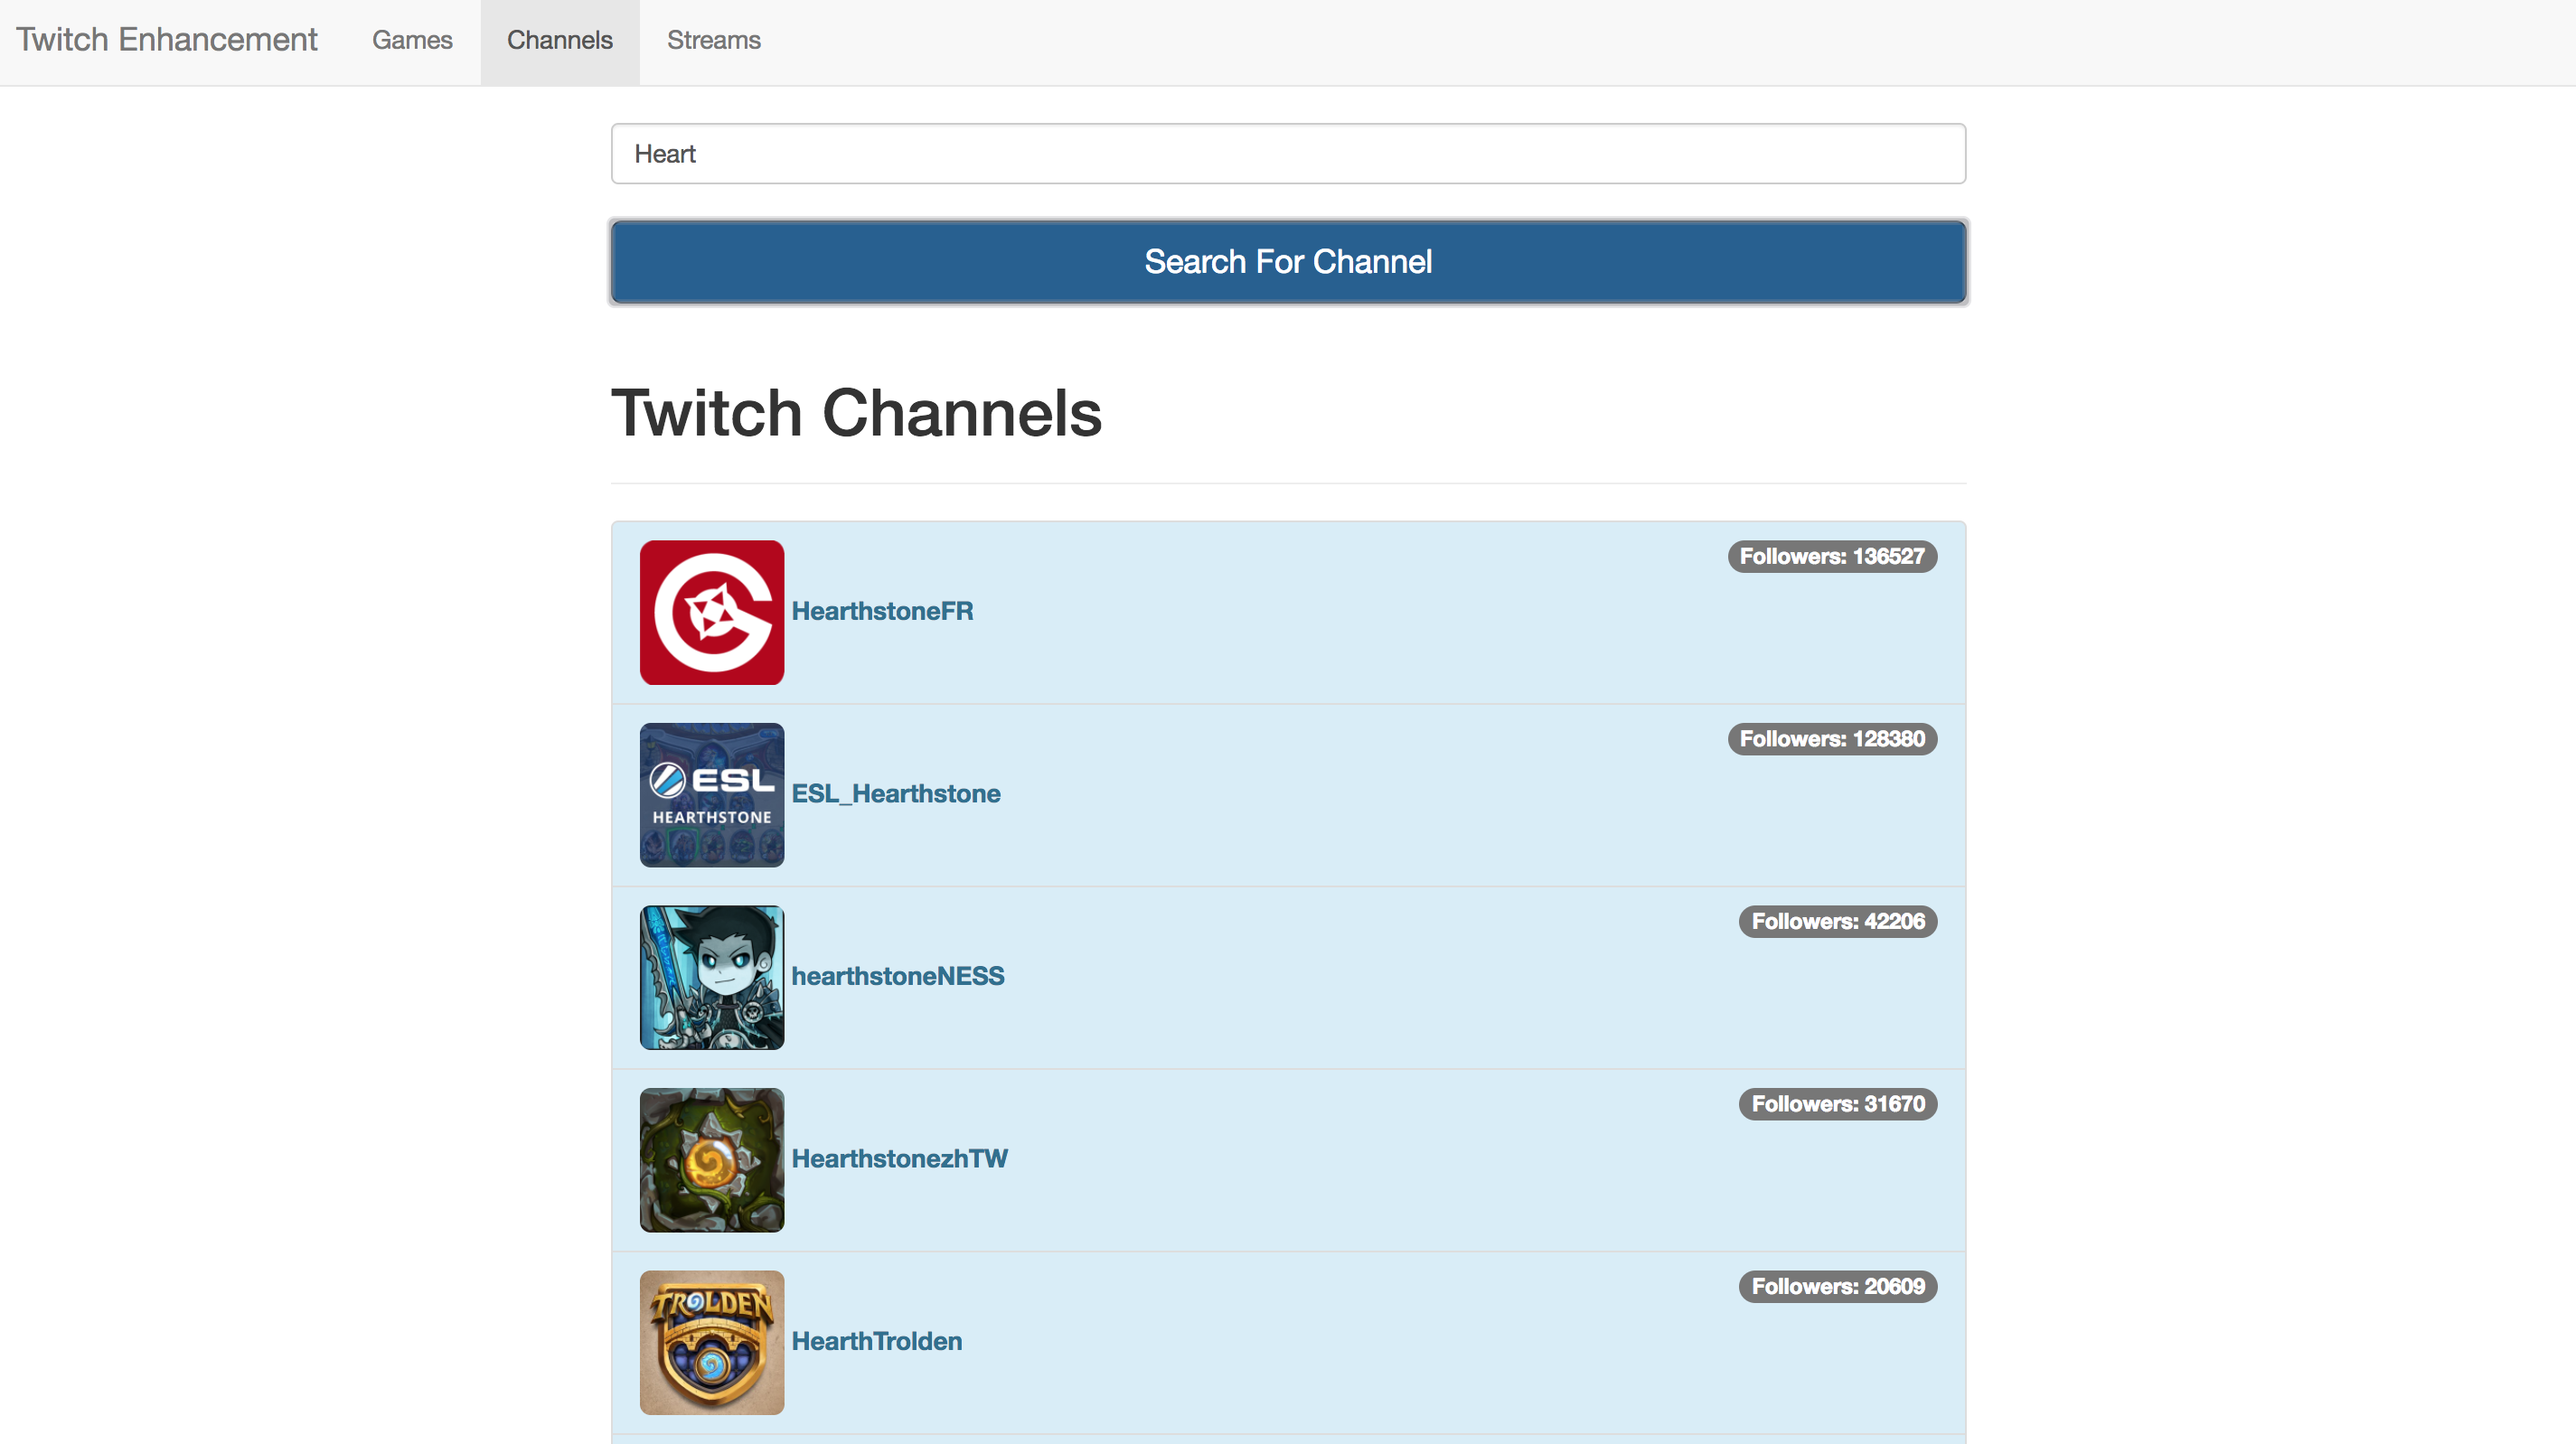 Twitch Enhancement Games Channels Streams
Heart
Search For Channel
Twitch Channels
Followers: 136527
HearthstoneFR
Followers: 128380
ESL
HEARTHSTONE
ESL_Hearthstone
Followers: 42206
hearthstoneNESS
Followers: 31670
HearthstonezhTW
Followers: 20609
TROLDEN
HearthTrolden